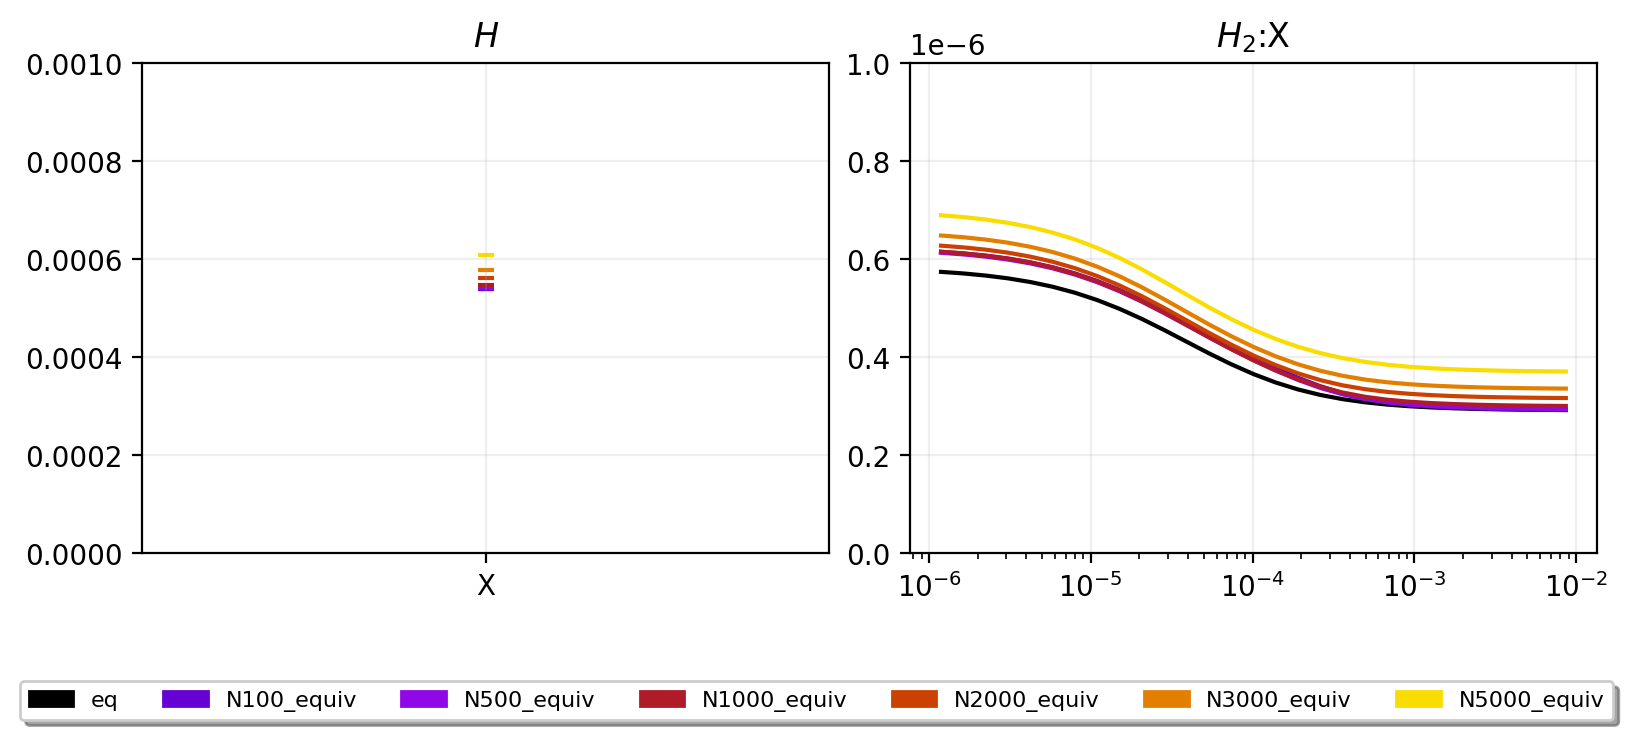 H
0.0010
0.0008
0.0006
0.0004
0.0002
0.0000
X
H₂:X
1e−6
1.0
0.8
0.6
0.4
0.2
0.0
10⁻⁶ 10⁻⁵ 10⁻⁴ 10⁻³ 10⁻²
eq N100_equiv N500_equiv N1000_equiv N2000_equiv N3000_equiv N5000_equiv